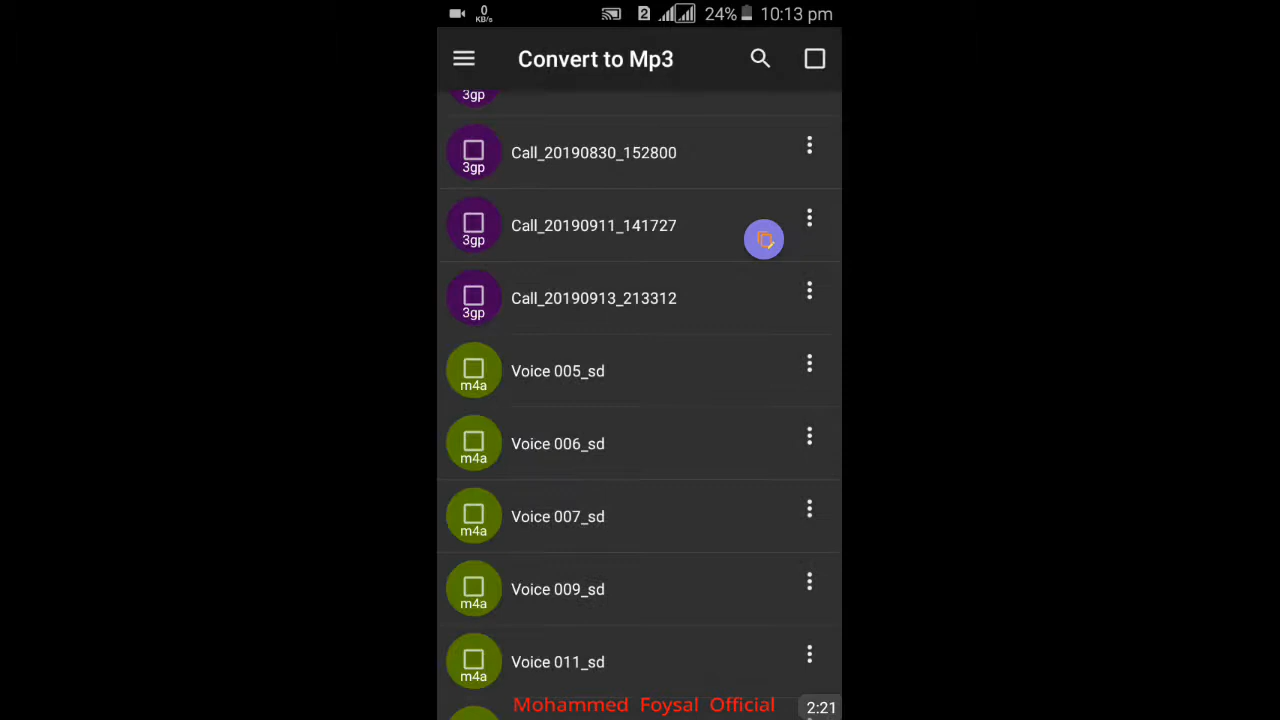 0
KB/s
2
24%
10:13 pm
Convert to Mp3
3gp
Call_20190830_152800
3gp
Call_20190911_141727
3gp
Call_20190913_213312
3gp
Voice 005_sd
m4a
Voice 006_sd
m4a
Voice 007_sd
m4a
Voice 009_sd
m4a
Voice 011_sd
m4a
Mohammed Foysal Official
2:21